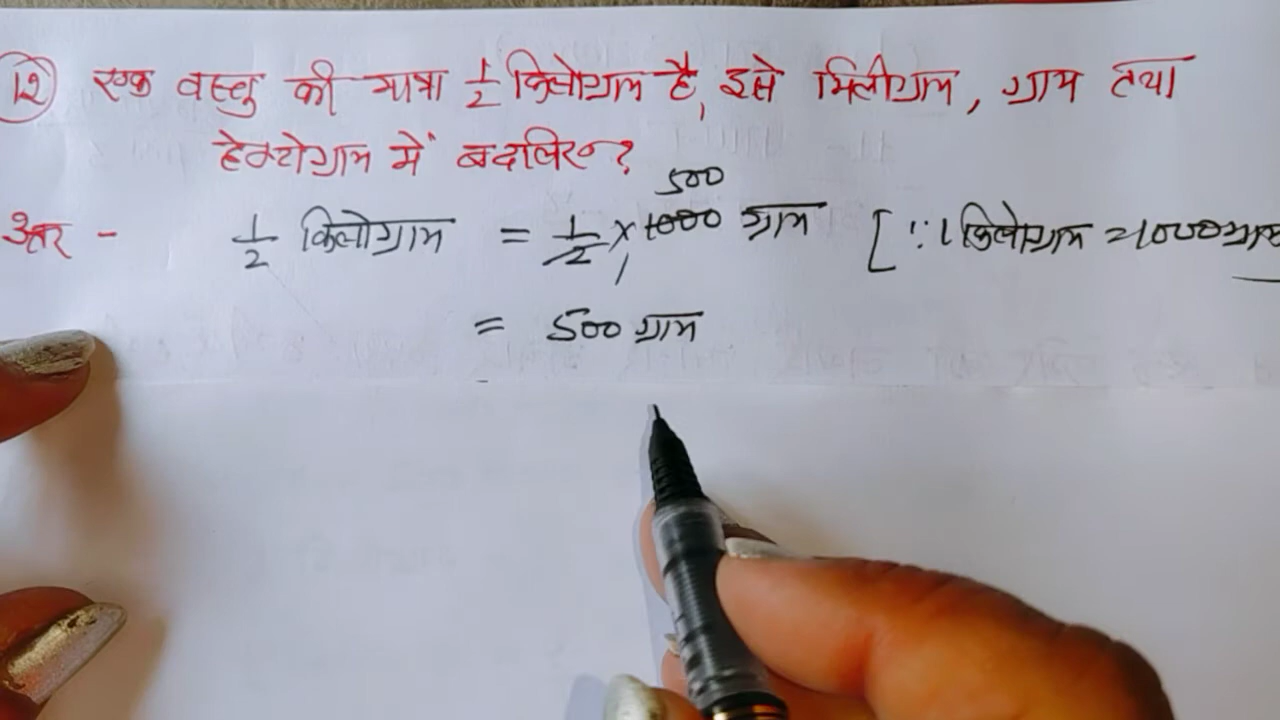 12 एक वस्तु की मात्रा 1/2 किलोग्राम है, इसे मिलीग्राम, ग्राम तथा
हेक्टोग्राम में बदलिए?
उत्तर - 1/2 किलोग्राम = 1/2 × 1000 ग्राम [∵ 1 किलोग्राम = 1000 ग्राम
500
1
= 500 ग्राम